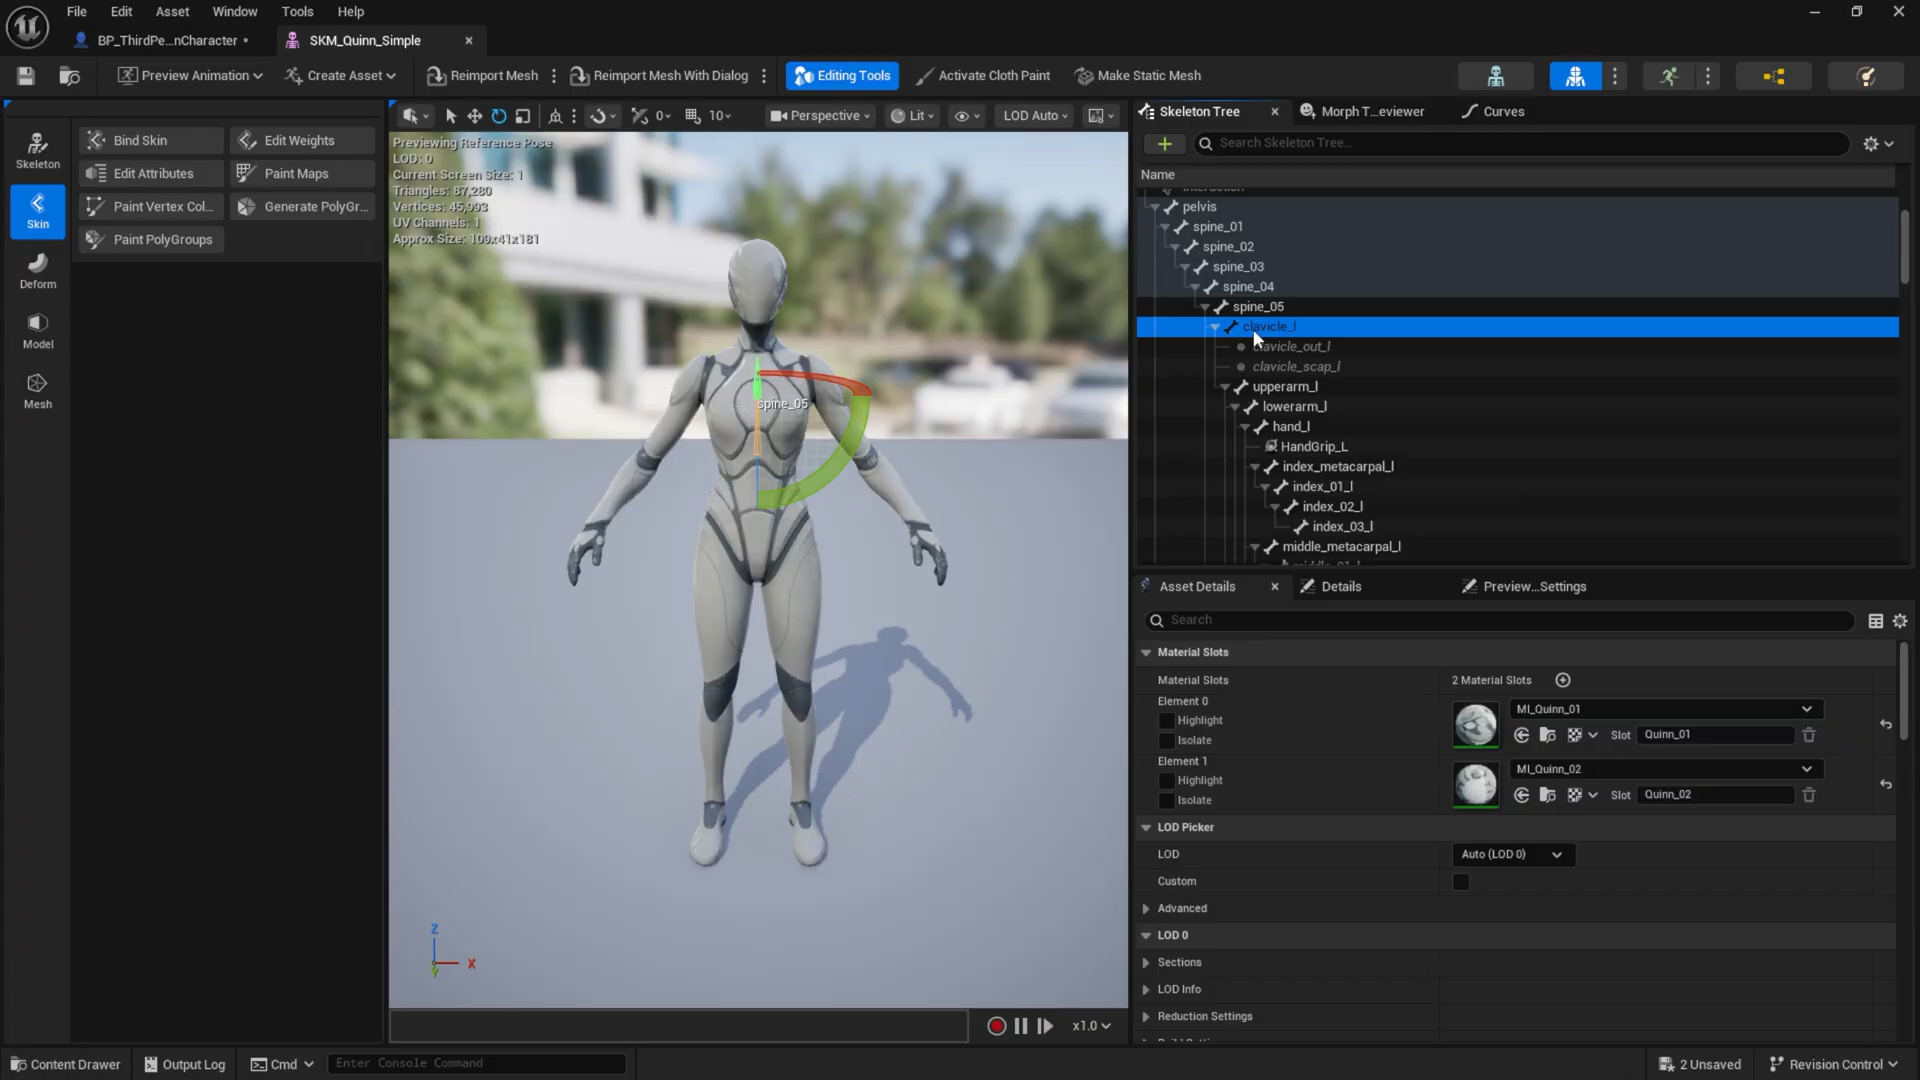 File Edit Asset Window Tools Help
BP_ThirdPe...nCharacter •
SKM_Quinn_Simple
Preview Animation
Create Asset
Reimport Mesh
Reimport Mesh With Dialog
Editing Tools
Activate Cloth Paint
Make Static Mesh
Skeleton
Skin
Deform
Model
Mesh
Bind Skin
Edit Weights
Edit Attributes
Paint Maps
Paint Vertex Col...
Generate PolyGr...
Paint PolyGroups
0
10
Perspective
Lit
LOD Auto
Previewing Reference Pose
LOD: 0
Current Screen Size: 1
Triangles: 87,280
Vertices: 45,993
UV Channels: 1
Approx Size: 109x41x181
spine_05
Z
X
Y
x1.0
Skeleton Tree
Morph T...eviewer
Curves
Search Skeleton Tree...
Name
pelvis
spine_01
spine_02
spine_03
spine_04
spine_05
clavicle_l
clavicle_out_l
clavicle_scap_l
upperarm_l
lowerarm_l
hand_l
HandGrip_L
index_metacarpal_l
index_01_l
index_02_l
index_03_l
middle_metacarpal_l
Asset Details
Details
Preview...Settings
Search
Material Slots
Material Slots
2 Material Slots
Element 0
Highlight
Isolate
MI_Quinn_01
Slot Quinn_01
Element 1
Highlight
Isolate
MI_Quinn_02
Slot Quinn_02
LOD Picker
LOD
Auto (LOD 0)
Custom
Advanced
LOD 0
Sections
LOD Info
Reduction Settings
Content Drawer
Output Log
Cmd
Enter Console Command
2 Unsaved
Revision Control